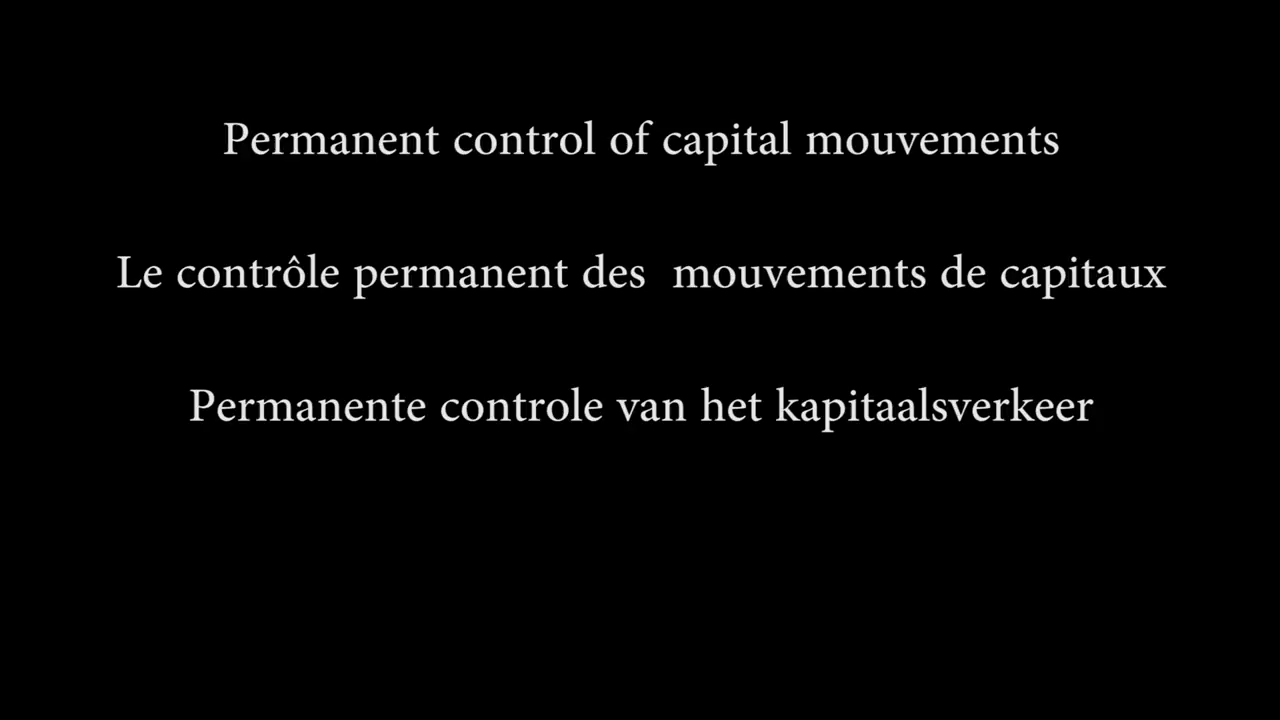 Permanent control of capital mouvements
Le contrôle permanent des  mouvements de capitaux
Permanente controle van het kapitaalsverkeer